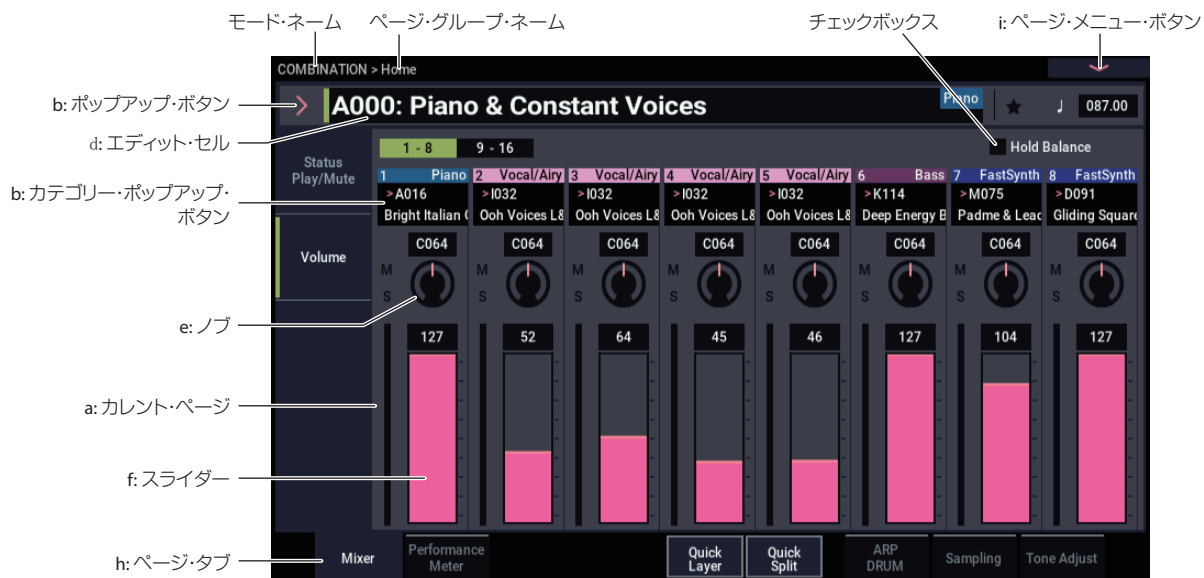 モード・ネーム
ページ・グループ・ネーム
チェックボックス
i: ページ・メニュー・ボタン
COMBINATION > Home
b: ポップアップ・ボタン
A000: Piano & Constant Voices
Piano
♩ 087.00
d: エディット・セル
1 - 8
9 - 16
Hold Balance
Status
Play/Mute
1 Piano
2 Vocal/Airy
3 Vocal/Airy
4 Vocal/Airy
5 Vocal/Airy
6 Bass
7 FastSynth
8 FastSynth
b: カテゴリー・ポップアップ・
ボタン
>A016
>I032
>I032
>I032
>I032
>K114
>M075
>D091
Bright Italian
Ooh Voices L&
Ooh Voices L&
Ooh Voices L&
Ooh Voices L&
Deep Energy B
Padme & Lead
Gliding Square
Volume
C064
C064
C064
C064
C064
C064
C064
C064
M M M M M M M M
S S S S S S S S
e: ノブ
127
52
64
45
46
127
104
127
a: カレント・ページ
f: スライダー
h: ページ・タブ
Mixer
Performance
Meter
Quick
Layer
Quick
Split
ARP
DRUM
Sampling
Tone Adjust